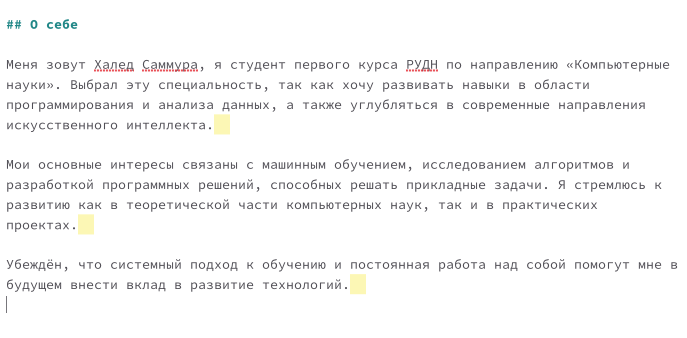 ## О себе
Меня зовут Халед Саммура, я студент первого курса РУДН по направлению «Компьютерные
науки». Выбрал эту специальность, так как хочу развивать навыки в области
программирования и анализа данных, а также углубляться в современные направления
искусственного интеллекта.
Мои основные интересы связаны с машинным обучением, исследованием алгоритмов и
разработкой программных решений, способных решать прикладные задачи. Я стремлюсь к
развитию как в теоретической части компьютерных наук, так и в практических
проектах.
Убеждён, что системный подход к обучению и постоянная работа над собой помогут мне в
будущем внести вклад в развитие технологий.